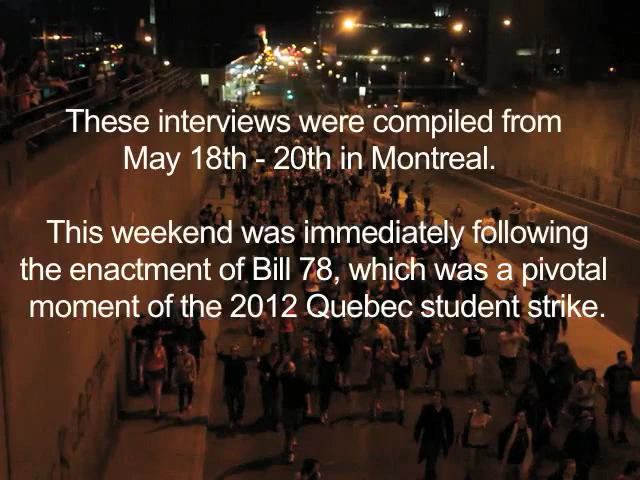 These interviews were compiled from
May 18th - 20th in Montreal.
This weekend was immediately following
the enactment of Bill 78, which was a pivotal
moment of the 2012 Quebec student strike.